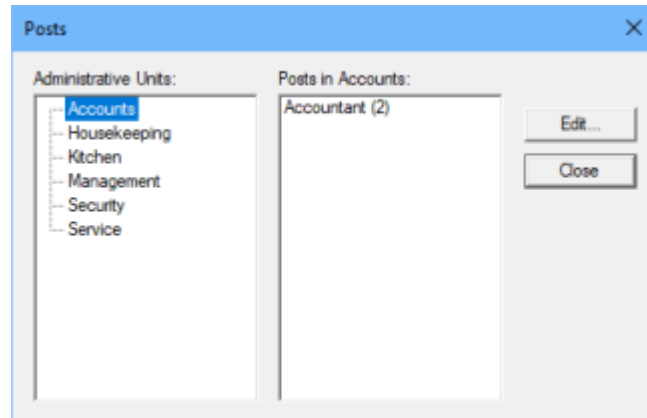 Posts
Administrative Units:
Accounts
Housekeeping
Kitchen
Management
Security
Service
Posts in Accounts:
Accountant (2)
Edit...
Close